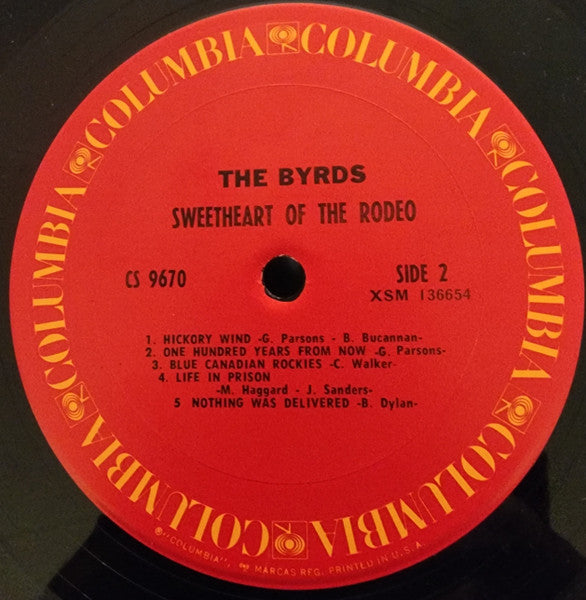 COLUMBIA COLUMBIA COLUMBIA COLUMBIA COLUMBIA COLUMBIA
THE BYRDS
SWEETHEART OF THE RODEO
CS 9670 SIDE 2
XSM 136654
1. HICKORY WIND -G. Parsons - B. Bucannan-
2. ONE HUNDRED YEARS FROM NOW -G. Parsons-
3. BLUE CANADIAN ROCKIES -C. Walker-
4. LIFE IN PRISON
-M. Haggard - J. Sanders-
5 NOTHING WAS DELIVERED -B. Dylan-
®"COLUMBIA", MARCAS REG. PRINTED IN U.S.A.